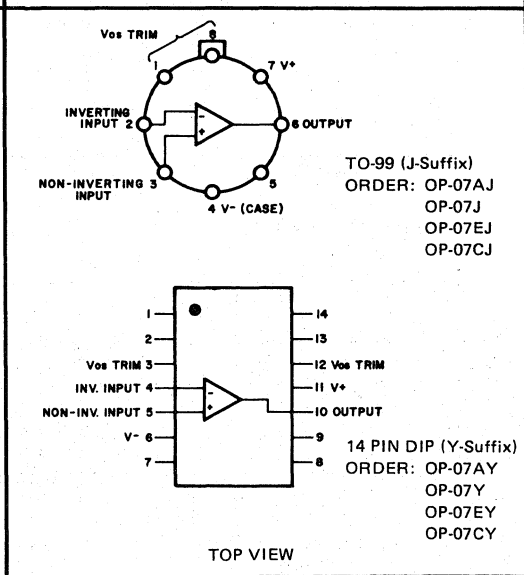 Vos TRIM
1
8
7 V+
INVERTING
INPUT 2
-
+
6 OUTPUT
NON-INVERTING 3
INPUT
5
4 V- (CASE)
TO-99 (J-Suffix)
ORDER: OP-07AJ
OP-07J
OP-07EJ
OP-07CJ
1
14
2
13
Vos TRIM 3
12 Vos TRIM
INV. INPUT 4
-
11 V+
NON-INV. INPUT 5
+
10 OUTPUT
V- 6
9
7
8
14 PIN DIP (Y-Suffix)
ORDER: OP-07AY
OP-07Y
OP-07EY
OP-07CY
TOP VIEW